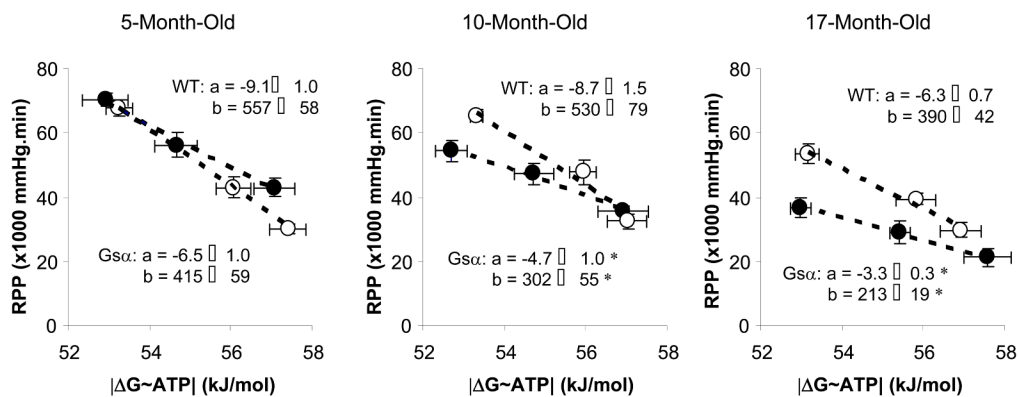 5-Month-Old
10-Month-Old
17-Month-Old
RPP (x1000 mmHg.min)
80
60
40
20
0
WT: a = -9.1▯ 1.0
b = 557 ▯ 58
Gsα: a = -6.5 ▯ 1.0
b = 415 ▯ 59
52 54 56 58
|ΔG~ATP| (kJ/mol)
RPP (x1000 mmHg.min)
80
60
40
20
0
WT: a = -8.7 ▯ 1.5
b = 530 ▯ 79
Gsα: a = -4.7 ▯ 1.0 *
b = 302 ▯ 55 *
52 54 56 58
|ΔG~ATP| (kJ/mol)
RPP (x1000 mmHg.min)
80
60
40
20
0
WT: a = -6.3 ▯ 0.7
b = 390 ▯ 42
Gsα: a = -3.3 ▯ 0.3 *
b = 213 ▯ 19 *
52 54 56 58
|ΔG~ATP| (kJ/mol)